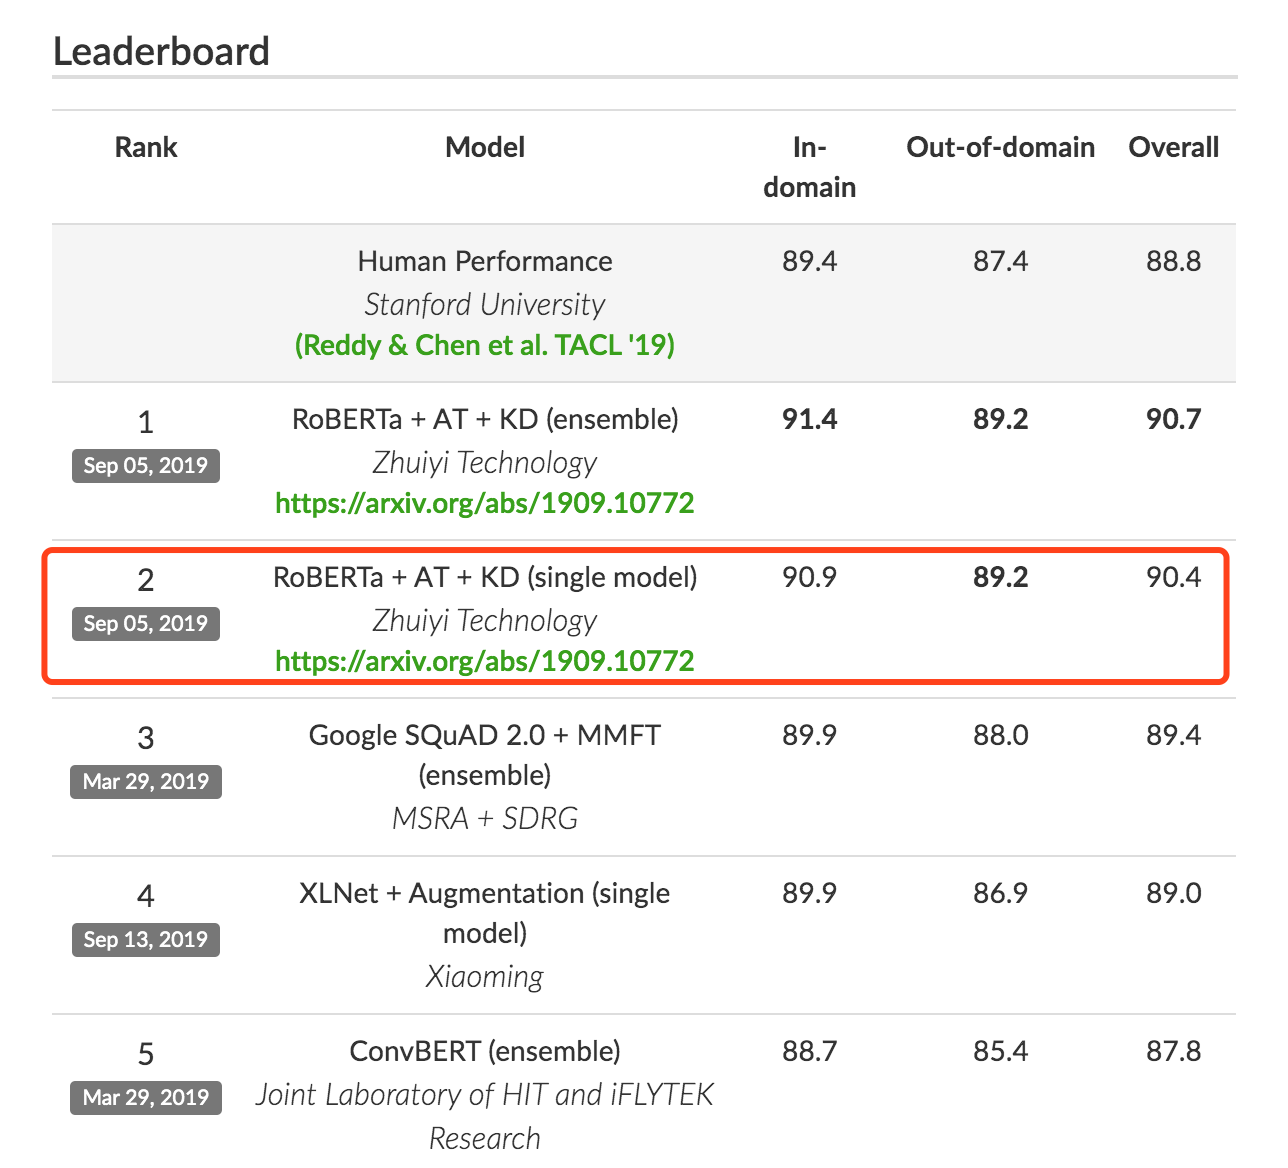 Leaderboard
Rank Model In-domain Out-of-domain Overall
Human Performance 89.4 87.4 88.8
Stanford University
(Reddy & Chen et al. TACL '19)
1 RoBERTa + AT + KD (ensemble) 91.4 89.2 90.7
Sep 05, 2019 Zhuiyi Technology
https://arxiv.org/abs/1909.10772
2 RoBERTa + AT + KD (single model) 90.9 89.2 90.4
Sep 05, 2019 Zhuiyi Technology
https://arxiv.org/abs/1909.10772
3 Google SQuAD 2.0 + MMFT 89.9 88.0 89.4
Mar 29, 2019 (ensemble)
MSRA + SDRG
4 XLNet + Augmentation (single 89.9 86.9 89.0
Sep 13, 2019 model)
Xiaoming
5 ConvBERT (ensemble) 88.7 85.4 87.8
Mar 29, 2019 Joint Laboratory of HIT and iFLYTEK
Research